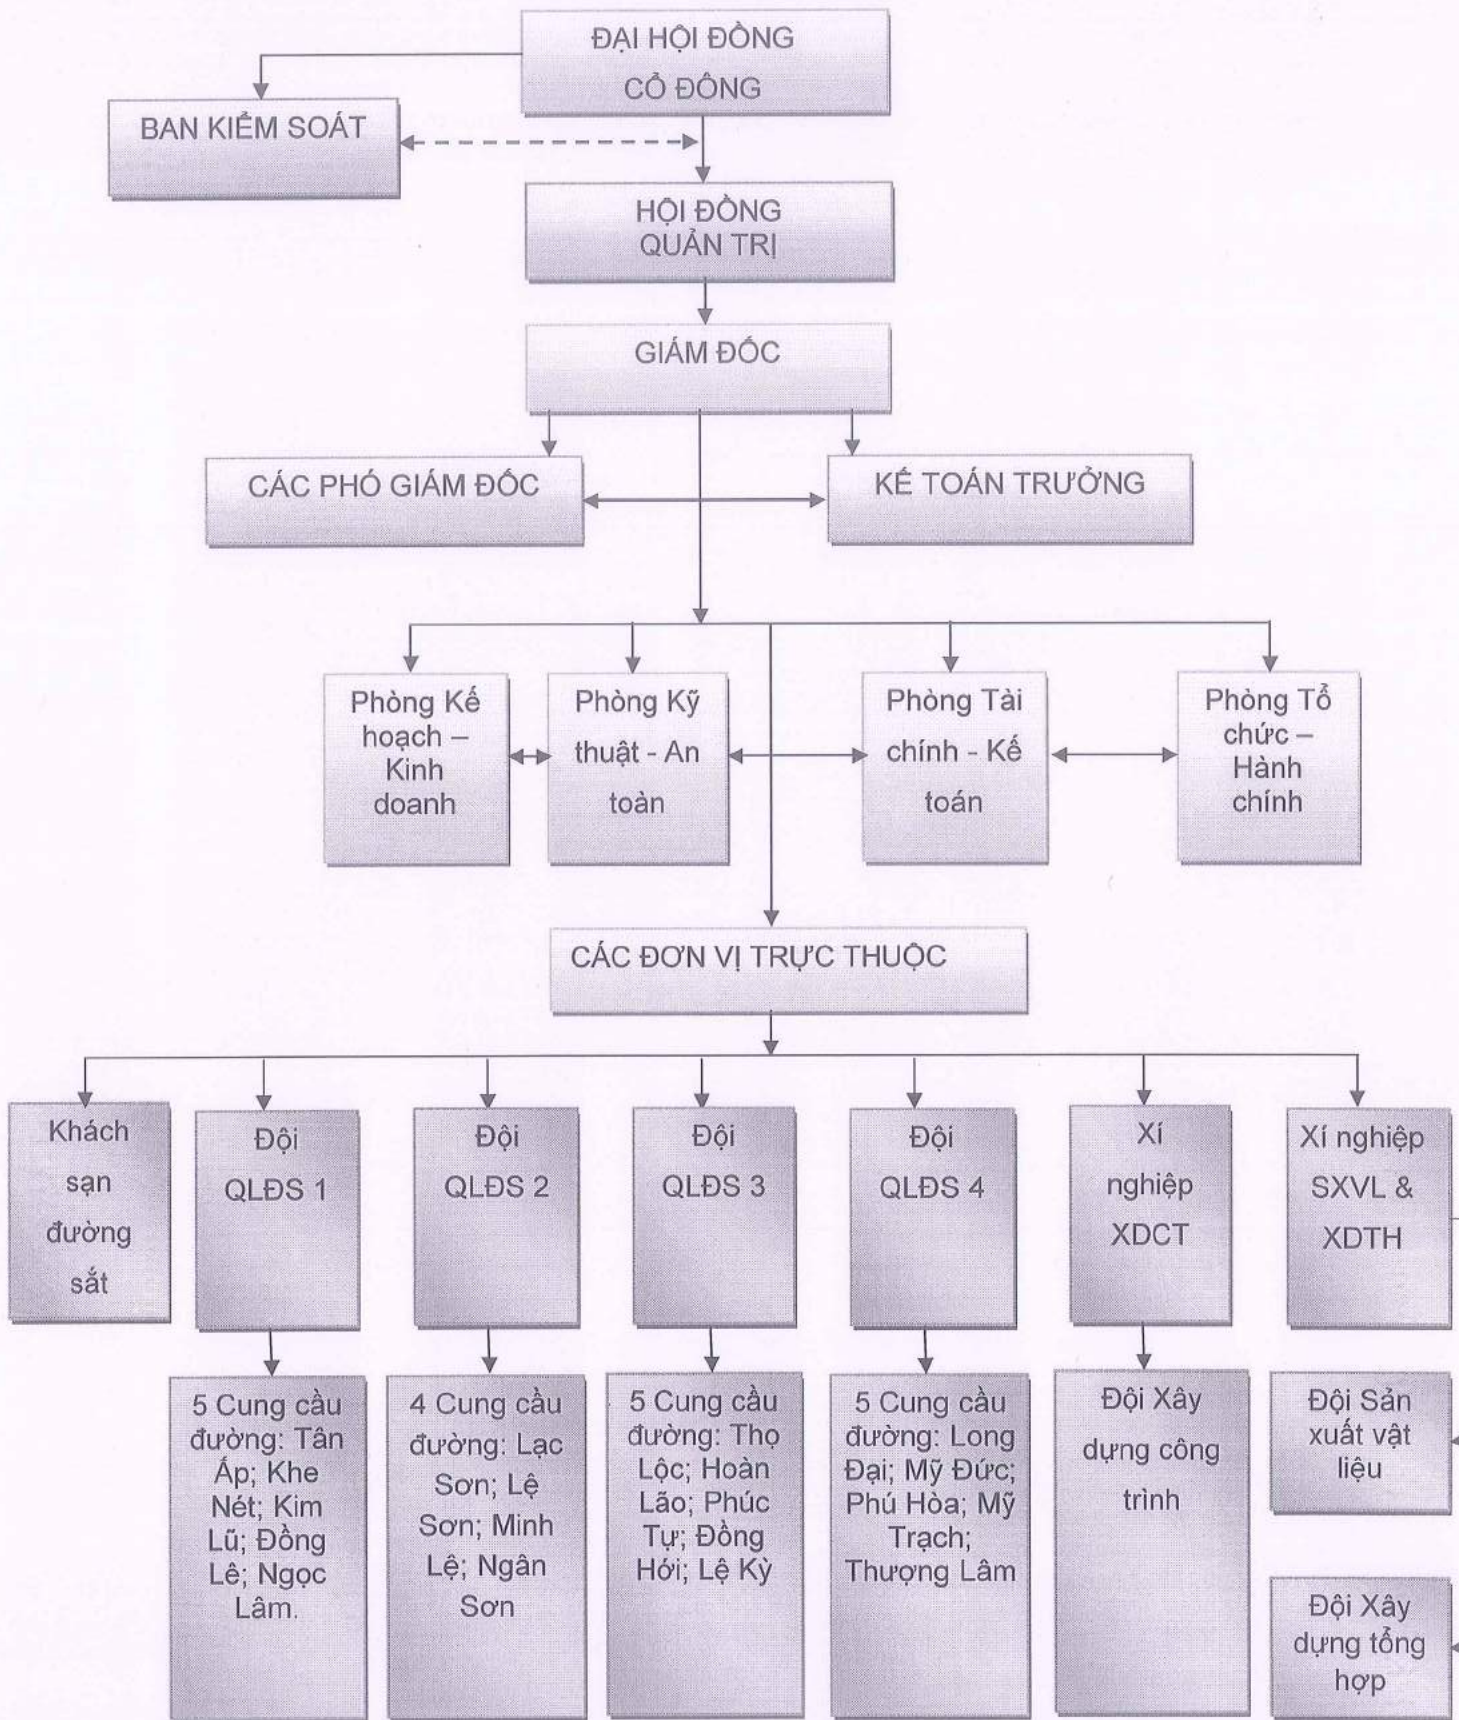 ĐẠI HỘI ĐỒNG
CỔ ĐÔNG
BAN KIỂM SOÁT
HỘI ĐỒNG
QUẢN TRỊ
GIÁM ĐỐC
CÁC PHÓ GIÁM ĐỐC
KẾ TOÁN TRƯỞNG
Phòng Kế
hoạch –
Kinh
doanh
Phòng Kỹ
thuật - An
toàn
Phòng Tài
chính - Kế
toán
Phòng Tổ
chức –
Hành
chính
CÁC ĐƠN VỊ TRỰC THUỘC
Khách
sạn
đường
sắt
Đội
QLĐS 1
Đội
QLĐS 2
Đội
QLĐS 3
Đội
QLĐS 4
Xí
nghiệp
XDCT
Xí nghiệp
SXVL &
XDTH
5 Cung cầu
đường: Tân
Áp; Khe
Nét; Kim
Lũ; Đồng
Lê; Ngọc
Lâm.
4 Cung cầu
đường: Lạc
Sơn; Lệ
Sơn; Minh
Lệ; Ngân
Sơn
5 Cung cầu
đường: Thọ
Lộc; Hoàn
Lão; Phúc
Tự; Đồng
Hới; Lệ Kỳ
5 Cung cầu
đường: Long
Đại; Mỹ Đức;
Phú Hòa; Mỹ
Trạch;
Thượng Lâm
Đội Xây
dựng công
trình
Đội Sản
xuất vật
liệu
Đội Xây
dựng tổng
hợp